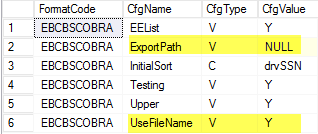 FormatCode CfgName CfgType CfgValue
1 EBCBSCOBRA EEList V Y
2 EBCBSCOBRA ExportPath V NULL
3 EBCBSCOBRA InitialSort C drvSSN
4 EBCBSCOBRA Testing V Y
5 EBCBSCOBRA Upper V Y
6 EBCBSCOBRA UseFileName V Y